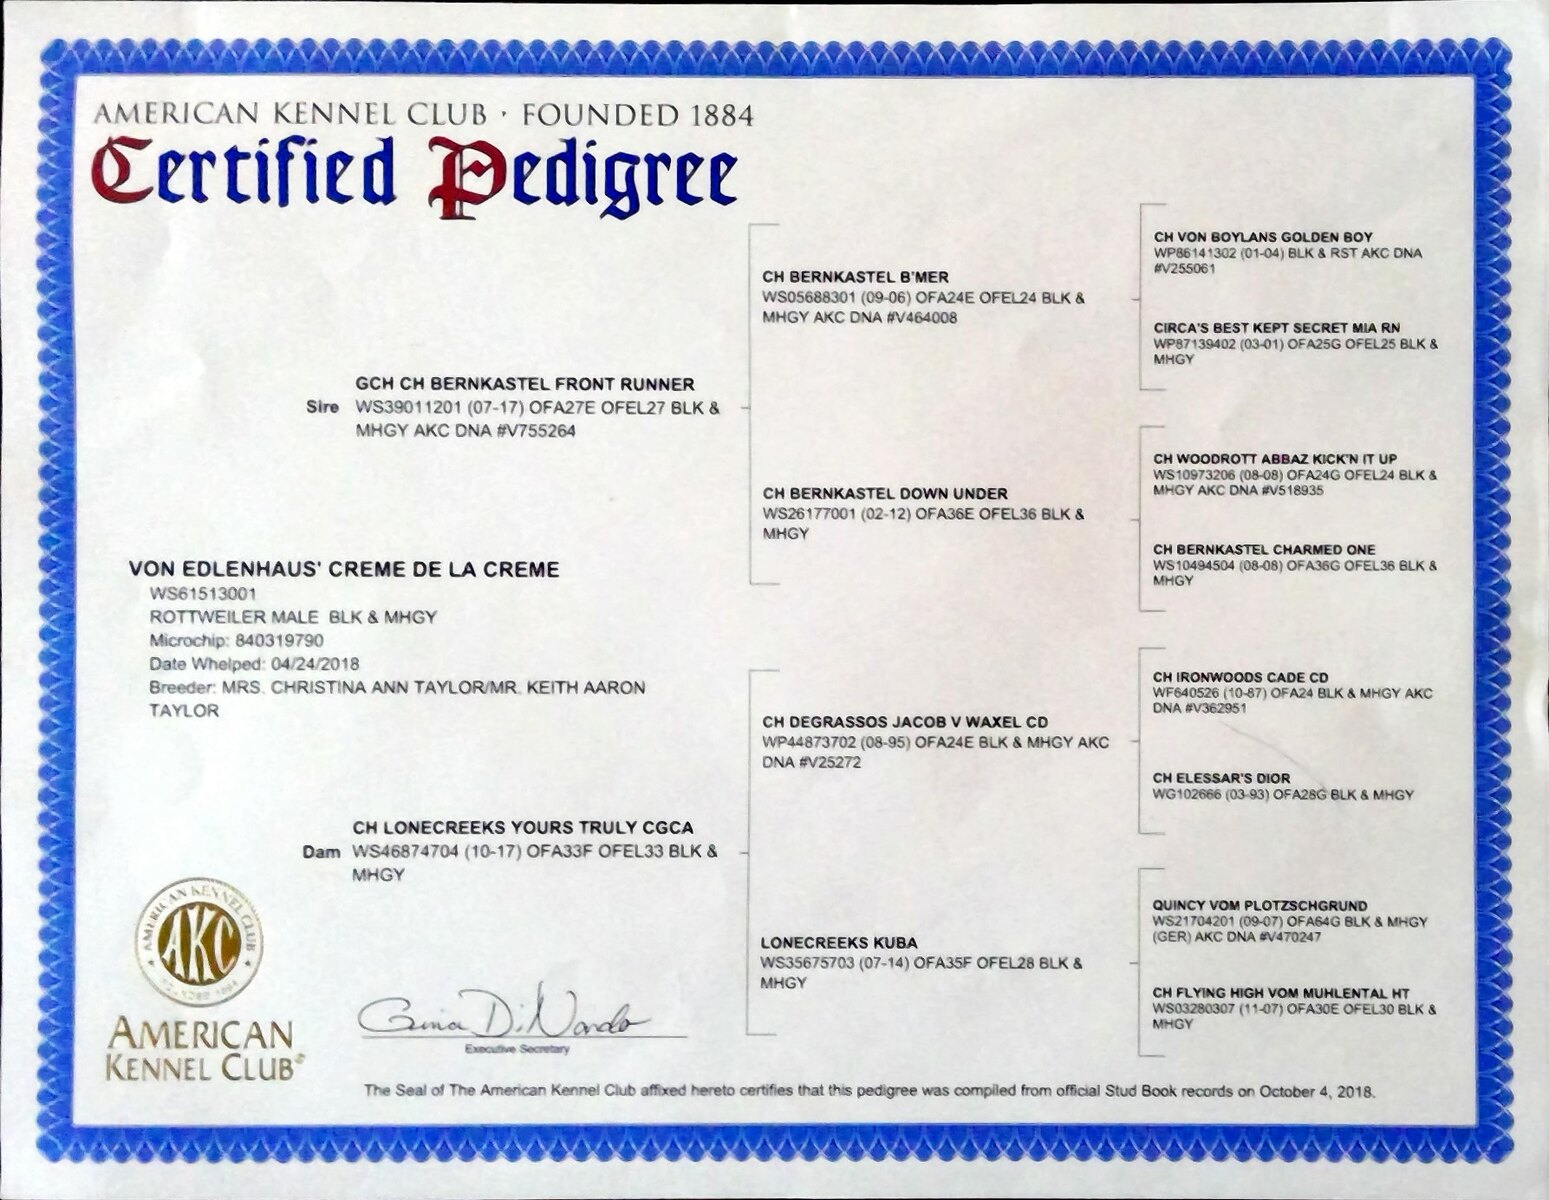 AMERICAN KENNEL CLUB · FOUNDED 1884
Certified Pedigree
CH VON BOYLANS GOLDEN BOY
WP86141302 (01-04) BLK & RST AKC DNA
#V255061
CH BERNKASTEL B'MER
WS05688301 (09-06) OFA24E OFEL24 BLK &
MHGY AKC DNA #V464008
CIRCA'S BEST KEPT SECRET MIA RN
WP87139402 (03-01) OFA25G OFEL25 BLK &
MHGY
GCH CH BERNKASTEL FRONT RUNNER
Sire WS39011201 (07-17) OFA27E OFEL27 BLK &
MHGY AKC DNA #V755264
CH WOODROTT ABBAZ KICK'N IT UP
WS10973206 (08-08) OFA24G OFEL24 BLK &
MHGY AKC DNA #V518935
CH BERNKASTEL DOWN UNDER
WS26177001 (02-12) OFA36E OFEL36 BLK &
MHGY
CH BERNKASTEL CHARMED ONE
WS10494504 (08-08) OFA36G OFEL36 BLK &
MHGY
VON EDLENHAUS' CREME DE LA CREME
WS61513001
ROTTWEILER MALE BLK & MHGY
Microchip: 840319790
Date Whelped: 04/24/2018
Breeder: MRS. CHRISTINA ANN TAYLOR/MR. KEITH AARON
TAYLOR
CH IRONWOODS CADE CD
WF640526 (10-87) OFA24 BLK & MHGY AKC
DNA #V362951
CH DEGRASSOS JACOB V WAXEL CD
WP44873702 (08-95) OFA24E BLK & MHGY AKC
DNA #V25272
CH ELESSAR'S DIOR
WG102666 (03-93) OFA28G BLK & MHGY
CH LONECREEKS YOURS TRULY CGCA
Dam WS46874704 (10-17) OFA33F OFEL33 BLK &
MHGY
QUINCY VOM PLOTZSCHGRUND
WS21704201 (09-07) OFA64G BLK & MHGY
(GER) AKC DNA #V470247
LONECREEKS KUBA
WS35675703 (07-14) OFA35F OFEL28 BLK &
MHGY
CH FLYING HIGH VOM MUHLENTAL HT
WS03280307 (11-07) OFA30E OFEL30 BLK &
MHGY
AMERICAN KENNEL CLUB
AKC
AMERICAN
KENNEL CLUB®
Gina DiNardo
Executive Secretary
The Seal of The American Kennel Club affixed hereto certifies that this pedigree was compiled from official Stud Book records on October 4, 2018.